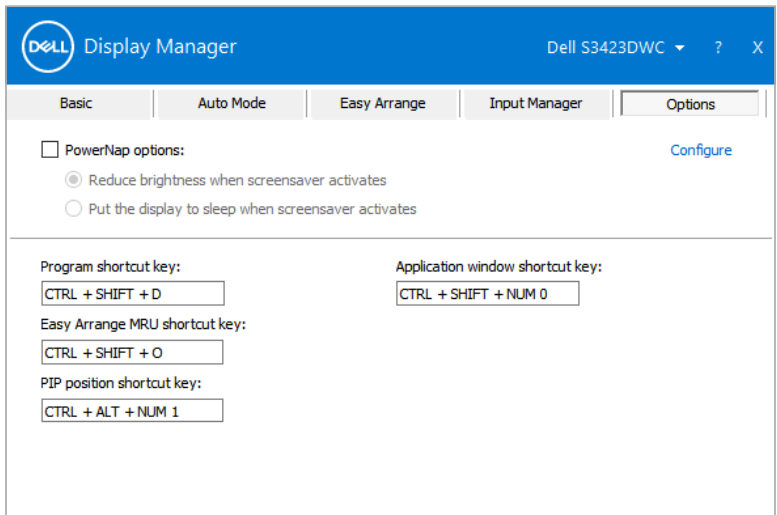 DELL Display Manager Dell S3423DWC ? X
Basic Auto Mode Easy Arrange Input Manager Options
PowerNap options: Configure
Reduce brightness when screensaver activates
Put the display to sleep when screensaver activates
Program shortcut key: Application window shortcut key:
CTRL + SHIFT + D CTRL + SHIFT + NUM 0
Easy Arrange MRU shortcut key:
CTRL + SHIFT + O
PIP position shortcut key:
CTRL + ALT + NUM 1